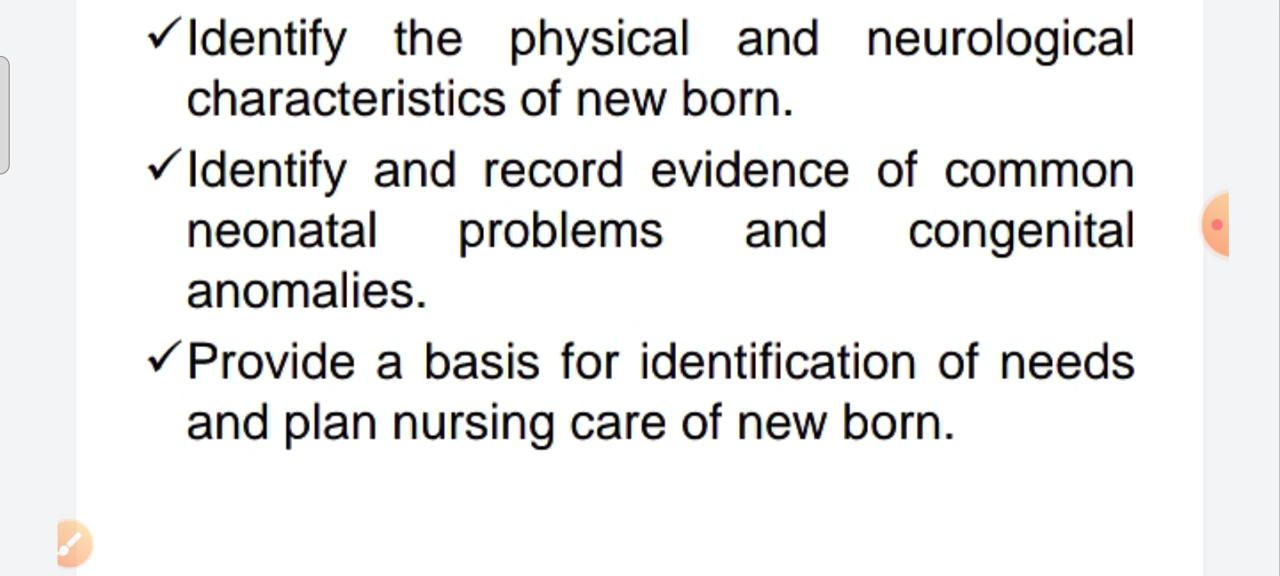 ✓Identify the physical and neurological
characteristics of new born.
✓Identify and record evidence of common
neonatal problems and congenital
anomalies.
✓Provide a basis for identification of needs
and plan nursing care of new born.